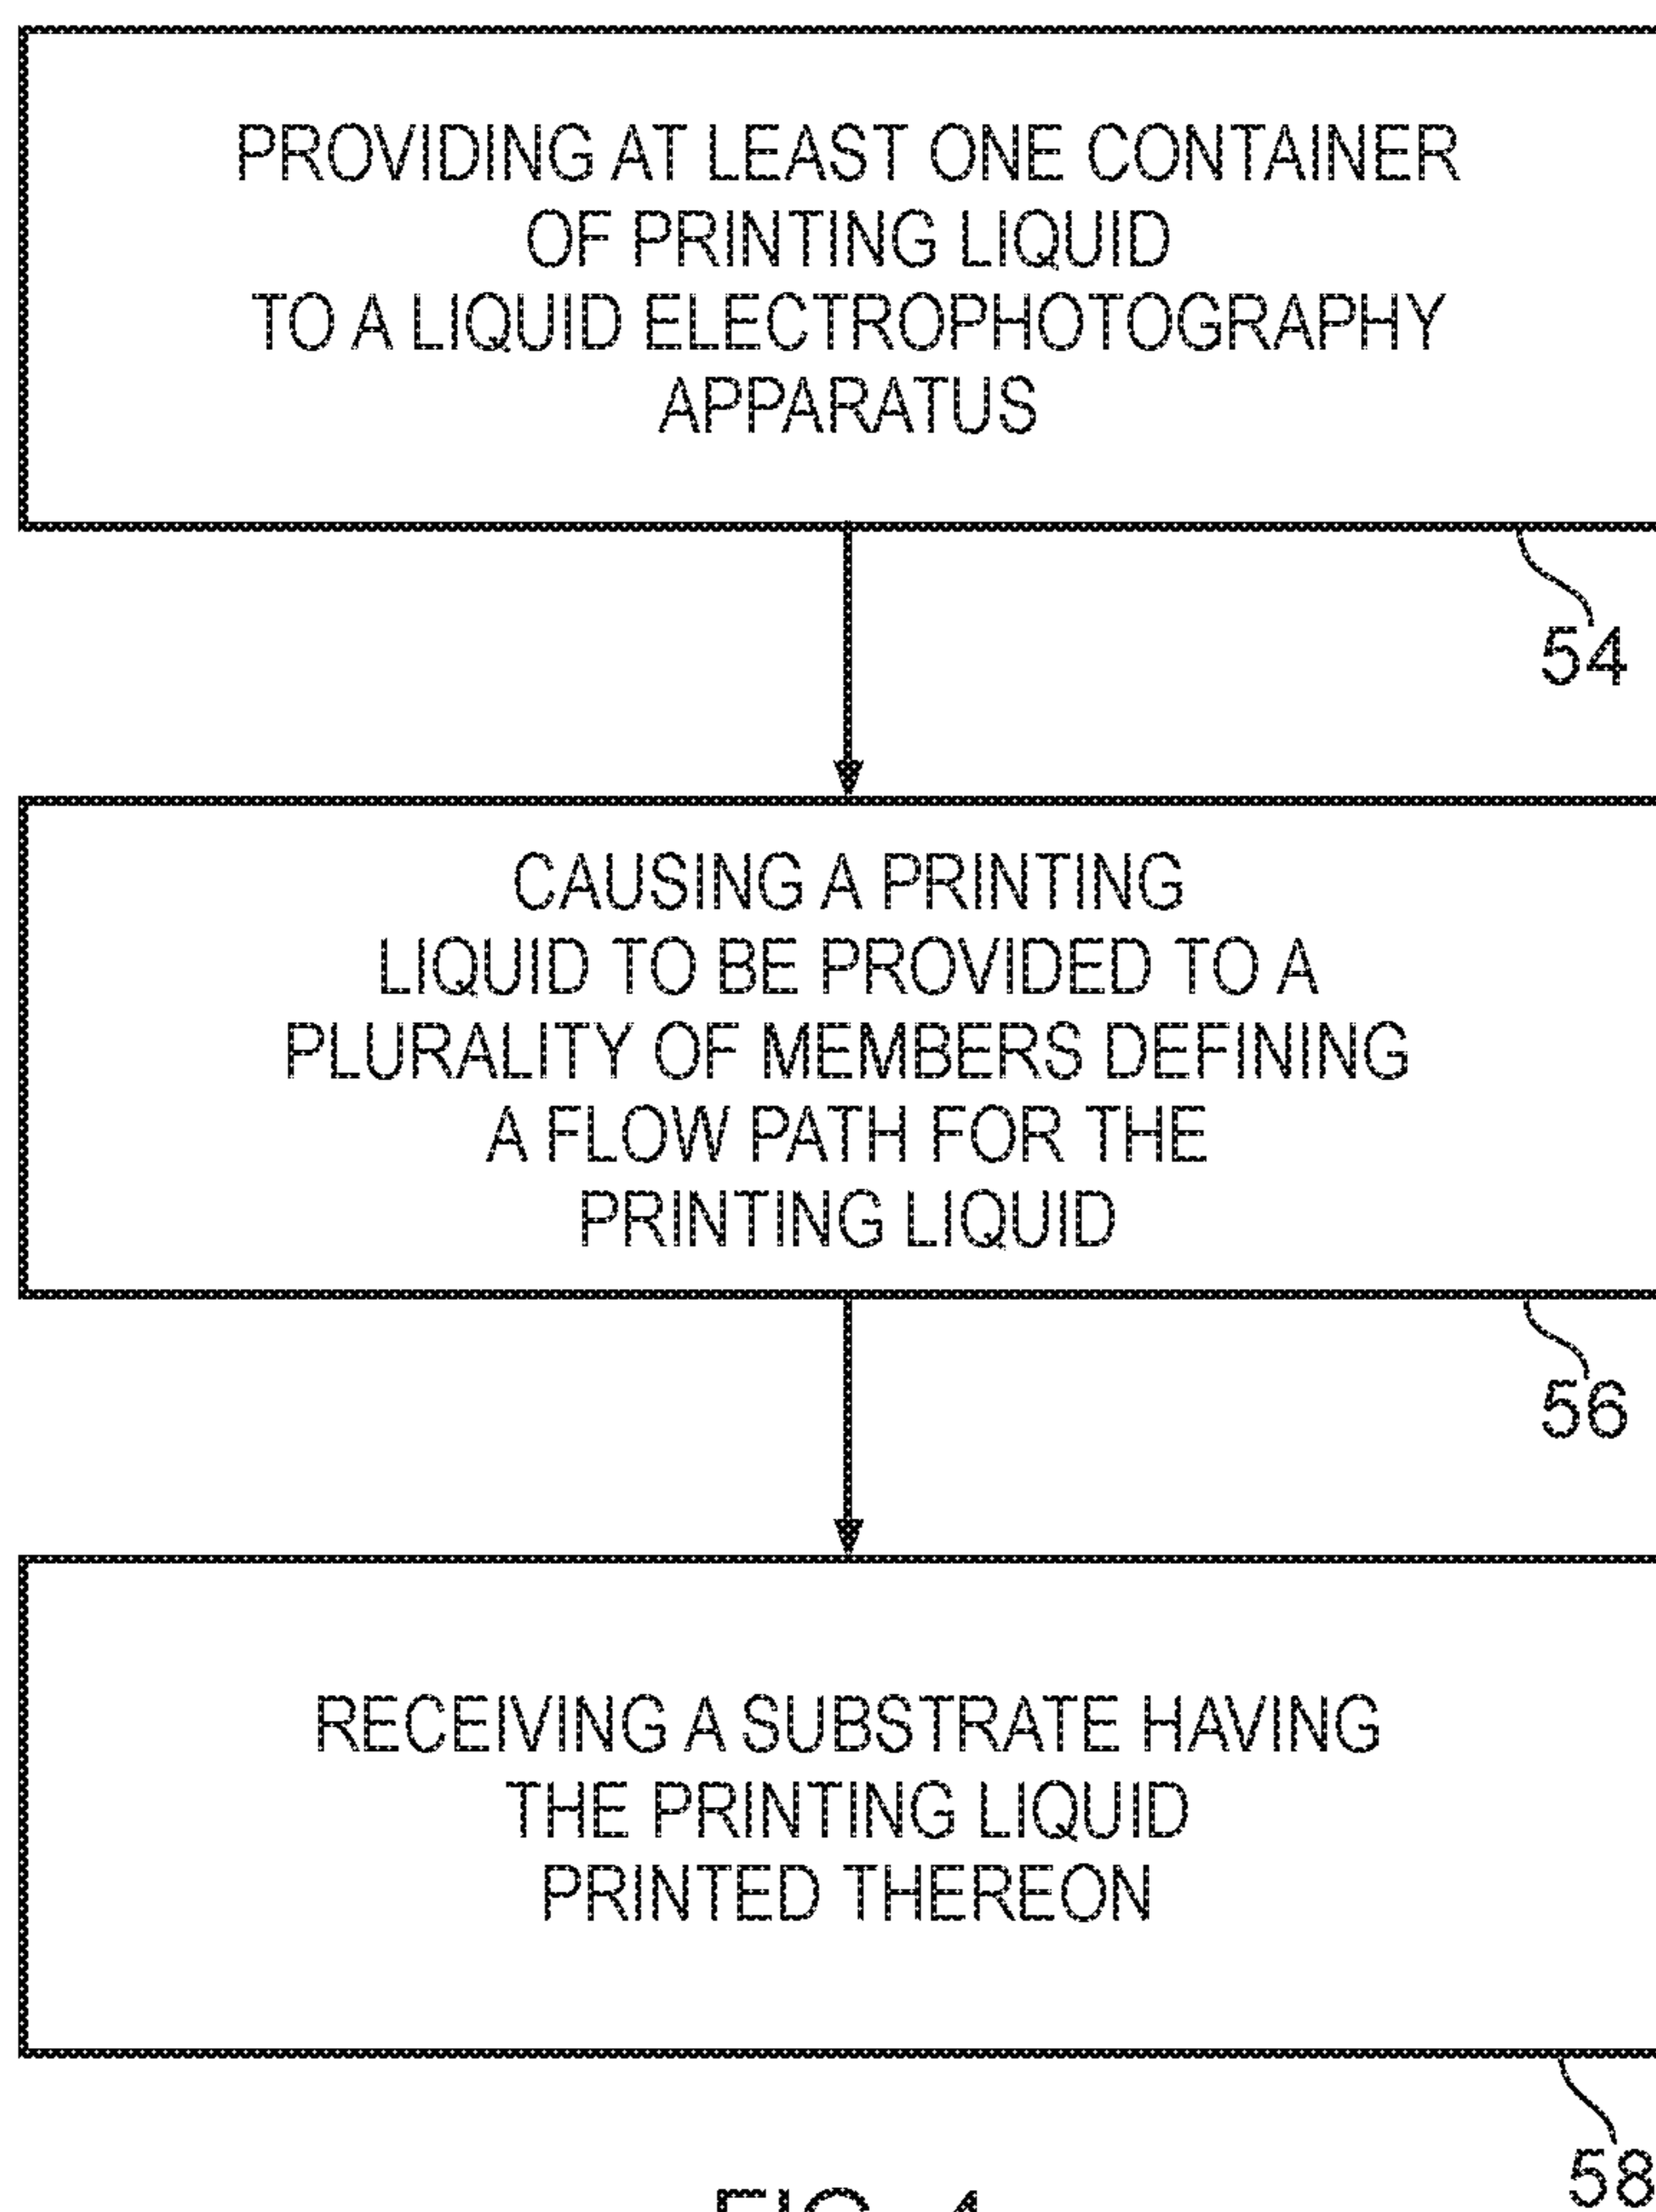 PROVIDING AT LEAST ONE CONTAINER
OF PRINTING LIQUID
TO A LIQUID ELECTROPHOTOGRAPHY
APPARATUS
54
CAUSING A PRINTING
LIQUID TO BE PROVIDED TO A
PLURALITY OF MEMBERS DEFINING
A FLOW PATH FOR THE
PRINTING LIQUID
56
RECEIVING A SUBSTRATE HAVING
THE PRINTING LIQUID
PRINTED THEREON
58